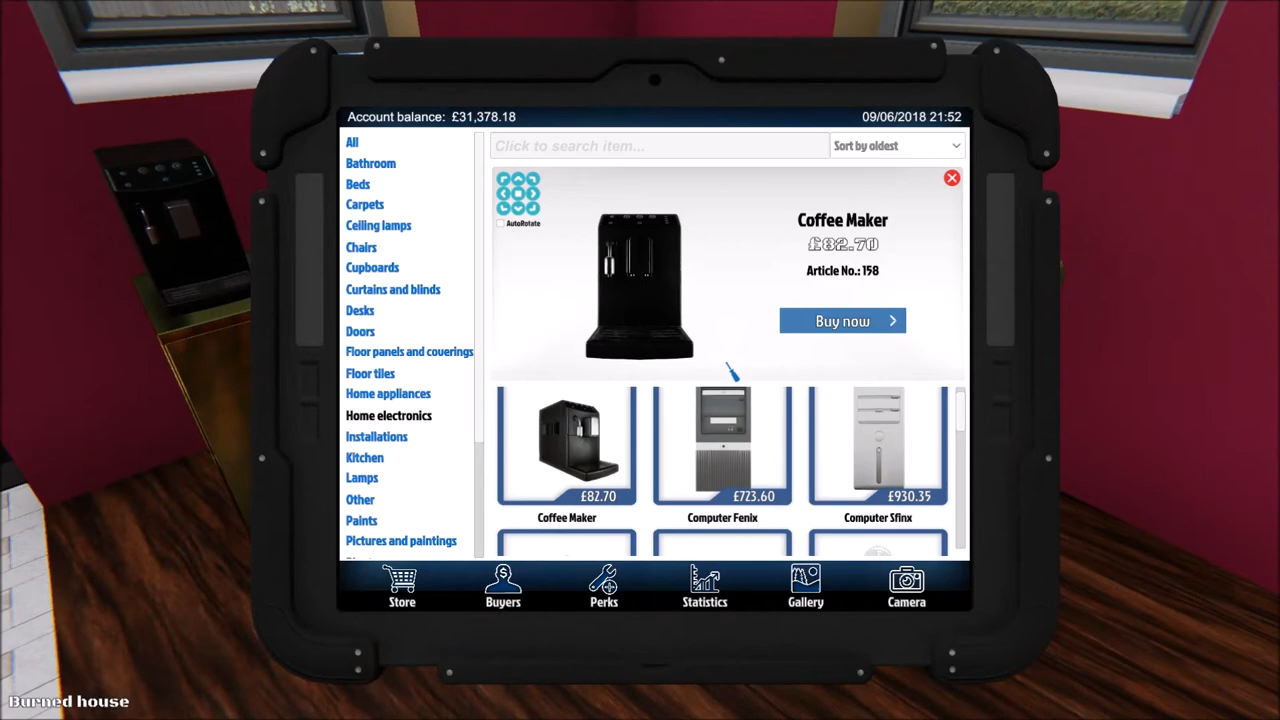 Account balance: £31,378.18
09/06/2018 21:52
All
Bathroom
Beds
Carpets
Ceiling lamps
Chairs
Cupboards
Curtains and blinds
Desks
Doors
Floor panels and coverings
Floor tiles
Home appliances
Home electronics
Installations
Kitchen
Lamps
Other
Paints
Pictures and paintings
Click to search item...
Sort by oldest
AutoRotate
Coffee Maker
£82.70
Article No.: 158
Buy now
£82.70
£723.60
£930.35
Coffee Maker
Computer Fenix
Computer Sfinx
Store
Buyers
Perks
Statistics
Gallery
Camera
Burned house